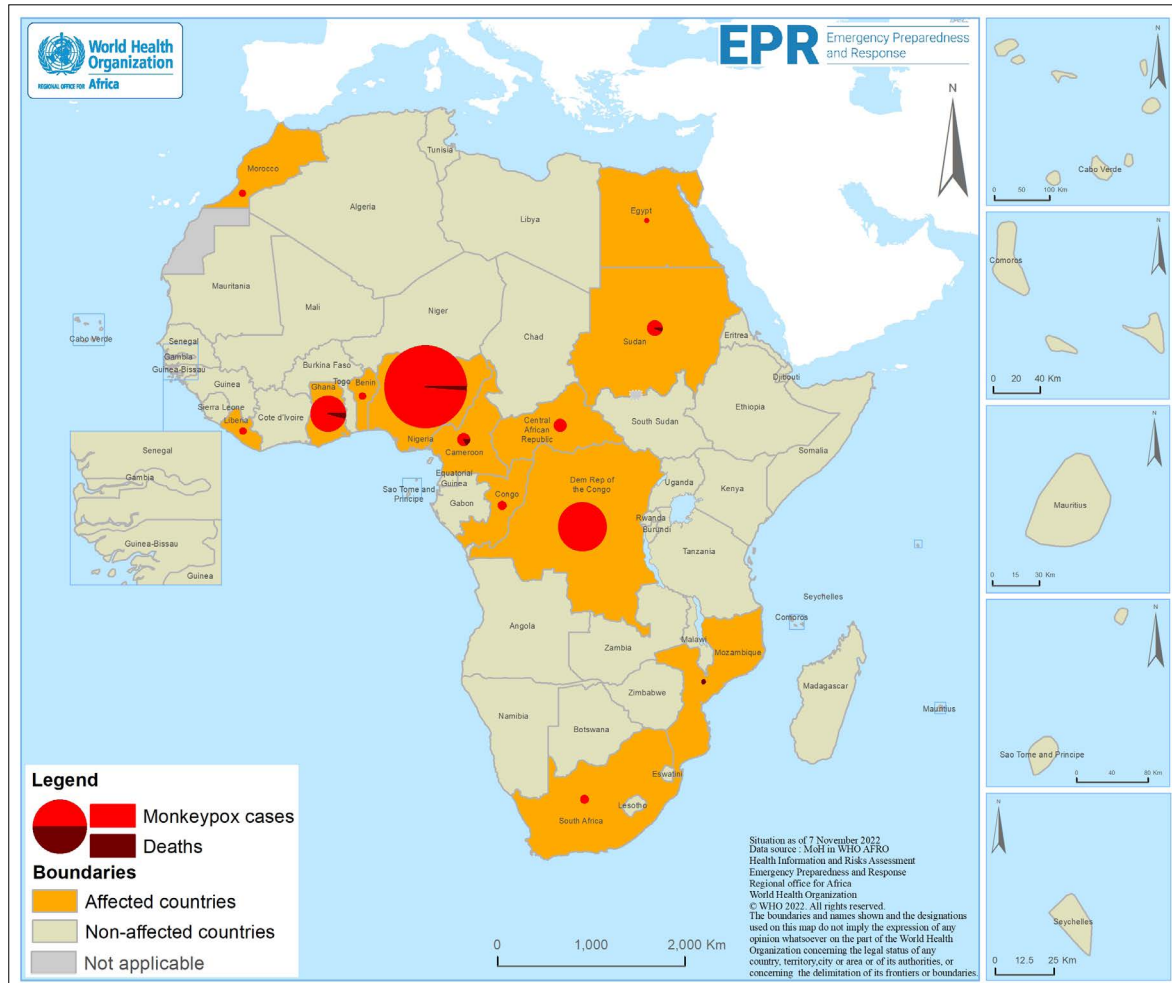 World Health
Organization
REGIONAL OFFICE FOR Africa
EPR
Emergency Preparedness
and Response
N
Morocco
Tunisia
Algeria
Libya
Egypt
Mauritania
Mali
Niger
Chad
Sudan
Eritrea
Cabo Verde
Senegal
Gambia
Guinea-Bissau
Guinea
Sierra Leone
Liberia
Cote d'Ivoire
Burkina Faso
Ghana
Togo
Benin
Nigeria
Cameroon
Central
African
Republic
South Sudan
Ethiopia
Djibouti
Somalia
Equatorial
Guinea
Sao Tome and
Principe
Gabon
Congo
Dem Rep of
the Congo
Uganda
Kenya
Rwanda
Burundi
Tanzania
Seychelles
Comoros
Angola
Zambia
Malawi
Mozambique
Madagascar
Mauritius
Zimbabwe
Namibia
Botswana
Eswatini
Lesotho
South Africa
Senegal
Gambia
Guinea-Bissau
Guinea
Legend
Monkeypox cases
Deaths
Boundaries
Affected countries
Non-affected countries
Not applicable
0 1,000 2,000 Km
Situation as of 7 November 2022
Data source : MoH in WHO AFRO
Health Information and Risks Assessment
Emergency Preparedness and Response
Regional office for Africa
World Health Organization
© WHO 2022. All rights reserved.
The boundaries and names shown and the designations
used on this map do not imply the expression of any
opinion whatsoever on the part of the World Health
Organization concerning the legal status of any
country, territory,city or area or of its authorities, or
concerning the delimitation of its frontiers or boundaries.
N
Cabo Verde
0 50 100 Km
N
Comoros
0 20 40 Km
N
Mauritius
0 15 30 Km
N
Sao Tome and Principe
0 40 80 Km
N
Seychelles
0 12.5 25 Km